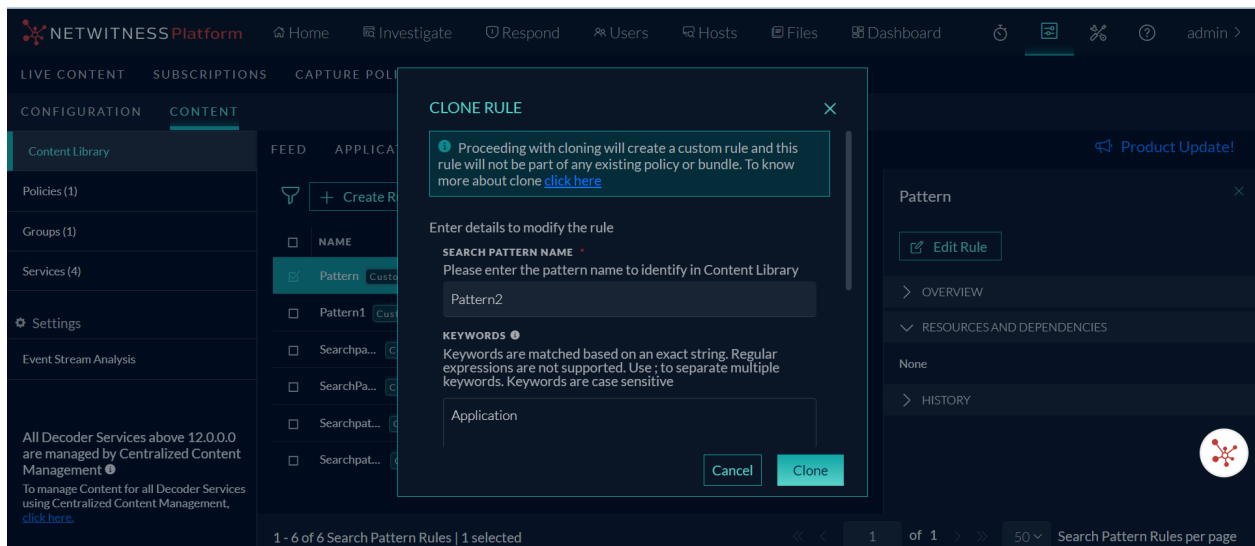 NETWITNESS Platform
Home
Investigate
Respond
Users
Hosts
Files
Dashboard
admin >
LIVE CONTENT
SUBSCRIPTIONS
CAPTURE POLI
CONFIGURATION
CONTENT
Content Library
Policies (1)
Groups (1)
Services (4)
Settings
Event Stream Analysis
All Decoder Services above 12.0.0.0
are managed by Centralized Content
Management
To manage Content for all Decoder Services
using Centralized Content Management,
click here.
FEED
APPLICA
Product Update!
+ Create R
NAME
Pattern Custo
Pattern1 Cust
Searchpa... C
SearchPa... C
Searchpat...
Searchpat...
1 - 6 of 6 Search Pattern Rules | 1 selected
<< < 1 of 1 > >> 50 Search Pattern Rules per page
CLONE RULE
Proceeding with cloning will create a custom rule and this
rule will not be part of any existing policy or bundle. To know
more about clone click here
Enter details to modify the rule
SEARCH PATTERN NAME *
Please enter the pattern name to identify in Content Library
Pattern2
KEYWORDS
Keywords are matched based on an exact string. Regular
expressions are not supported. Use ; to separate multiple
keywords. Keywords are case sensitive
Application
Cancel
Clone
Pattern
Edit Rule
OVERVIEW
RESOURCES AND DEPENDENCIES
None
HISTORY